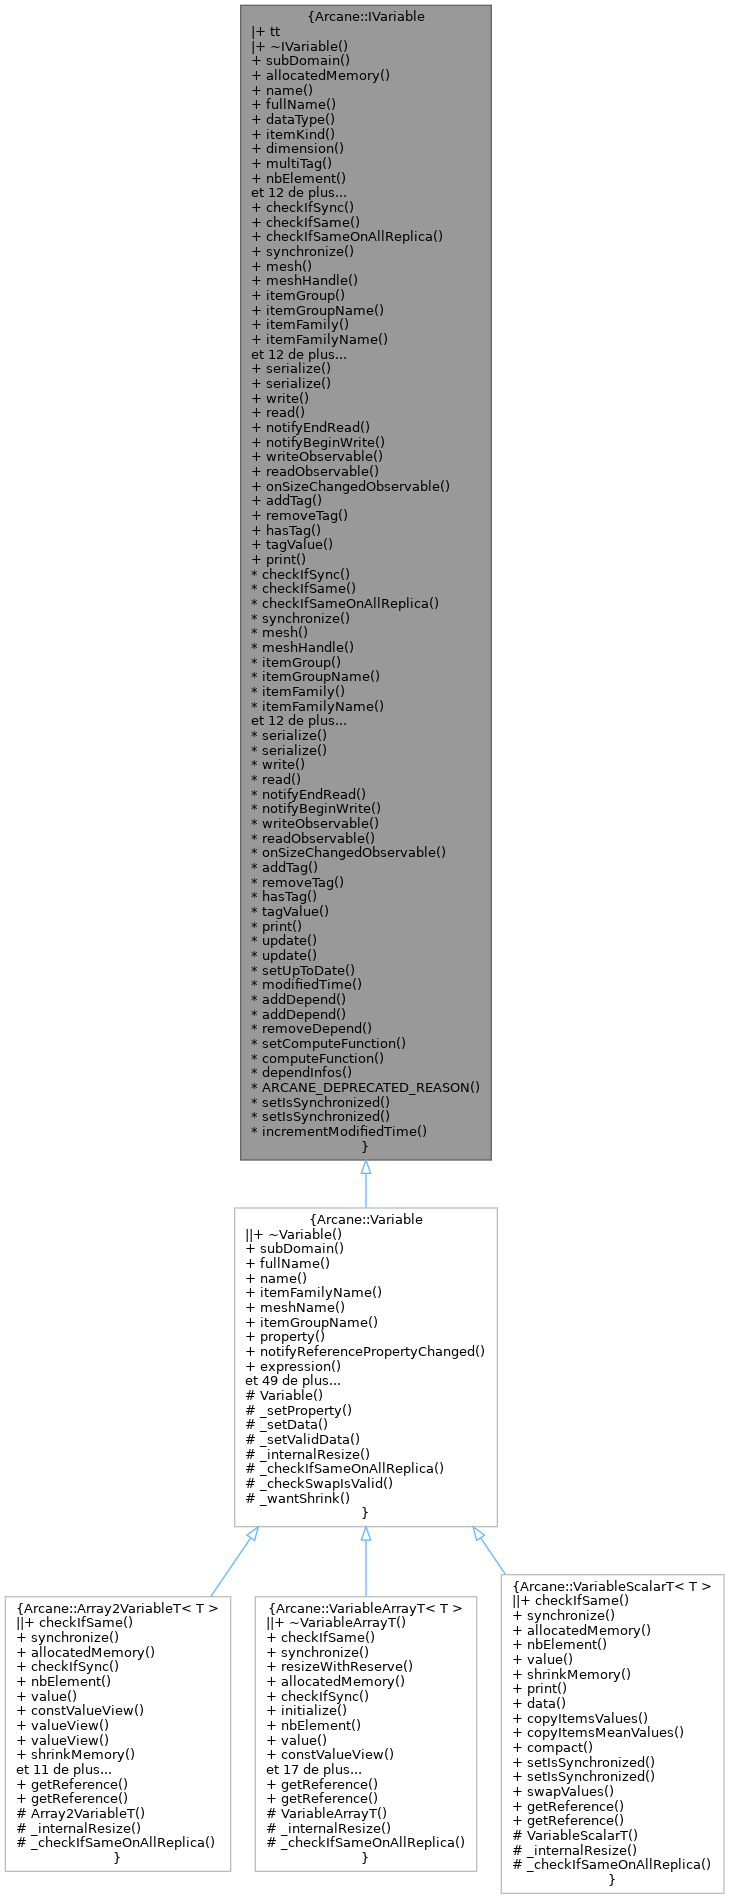 {Arcane::IVariable
|+ tt
|+ ~IVariable()
+ subDomain()
+ allocatedMemory()
+ name()
+ fullName()
+ dataType()
+ itemKind()
+ dimension()
+ multiTag()
+ nbElement()
et 12 de plus...
+ checkIfSync()
+ checkIfSame()
+ checkIfSameOnAllReplica()
+ synchronize()
+ mesh()
+ meshHandle()
+ itemGroup()
+ itemGroupName()
+ itemFamily()
+ itemFamilyName()
et 12 de plus...
+ serialize()
+ serialize()
+ write()
+ read()
+ notifyEndRead()
+ notifyBeginWrite()
+ writeObservable()
+ readObservable()
+ onSizeChangedObservable()
+ addTag()
+ removeTag()
+ hasTag()
+ tagValue()
+ print()
* checkIfSync()
* checkIfSame()
* checkIfSameOnAllReplica()
* synchronize()
* mesh()
* meshHandle()
* itemGroup()
* itemGroupName()
* itemFamily()
* itemFamilyName()
et 12 de plus...
* serialize()
* serialize()
* write()
* read()
* notifyEndRead()
* notifyBeginWrite()
* writeObservable()
* readObservable()
* onSizeChangedObservable()
* addTag()
* removeTag()
* hasTag()
* tagValue()
* print()
* update()
* update()
* setUpToDate()
* modifiedTime()
* addDepend()
* addDepend()
* removeDepend()
* setComputeFunction()
* computeFunction()
* dependInfos()
* ARCANE_DEPRECATED_REASON()
* setIsSynchronized()
* setIsSynchronized()
* incrementModifiedTime()
}
{Arcane::Variable
||+ ~Variable()
+ subDomain()
+ fullName()
+ name()
+ itemFamilyName()
+ meshName()
+ itemGroupName()
+ property()
+ notifyReferencePropertyChanged()
+ expression()
et 49 de plus...
# Variable()
# _setProperty()
# _setData()
# _setValidData()
# _internalResize()
# _checkIfSameOnAllReplica()
# _checkSwapIsValid()
# _wantShrink()
}
{Arcane::Array2VariableT< T >
||+ checkIfSame()
+ synchronize()
+ allocatedMemory()
+ checkIfSync()
+ nbElement()
+ value()
+ constValueView()
+ valueView()
+ valueView()
+ shrinkMemory()
et 11 de plus...
+ getReference()
+ getReference()
# Array2VariableT()
# _internalResize()
# _checkIfSameOnAllReplica()
}
{Arcane::VariableArrayT< T >
||+ ~VariableArrayT()
+ checkIfSame()
+ synchronize()
+ resizeWithReserve()
+ allocatedMemory()
+ checkIfSync()
+ initialize()
+ nbElement()
+ value()
+ constValueView()
et 17 de plus...
+ getReference()
+ getReference()
# VariableArrayT()
# _internalResize()
# _checkIfSameOnAllReplica()
}
{Arcane::VariableScalarT< T >
||+ checkIfSame()
+ synchronize()
+ allocatedMemory()
+ nbElement()
+ value()
+ shrinkMemory()
+ print()
+ data()
+ copyItemsValues()
+ copyItemsMeanValues()
+ compact()
+ setIsSynchronized()
+ setIsSynchronized()
+ swapValues()
+ getReference()
+ getReference()
# VariableScalarT()
# _internalResize()
# _checkIfSameOnAllReplica()
}